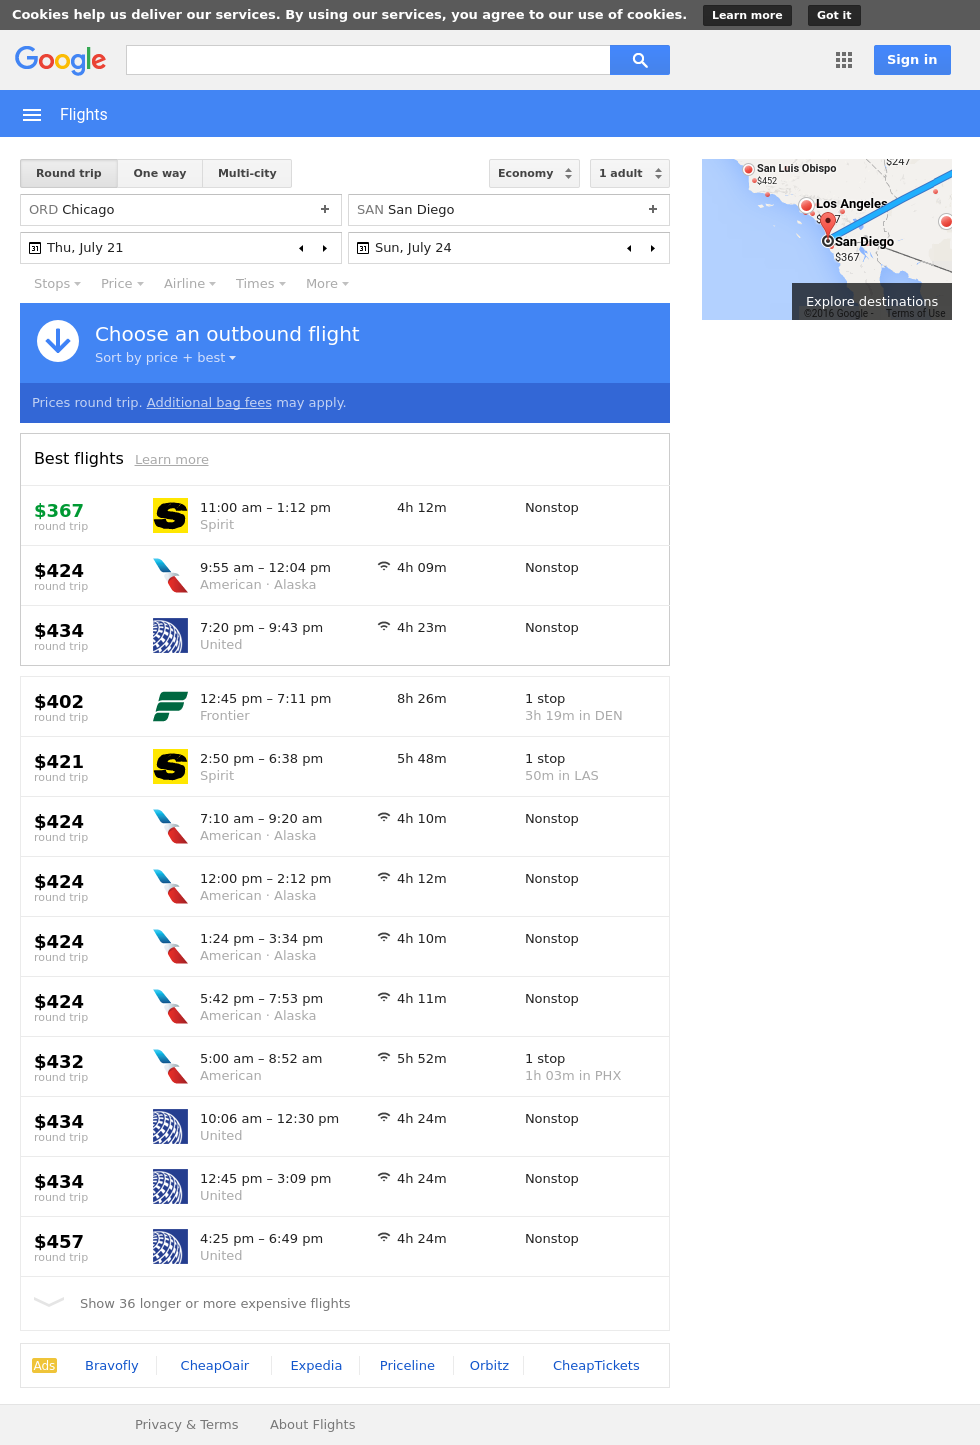 Cookies help us deliver our services. By using our services, you agree to our use of cookies. Learn more Got it
Google Sign in
Flights
Round trip One way Multi-city Economy 1 adult
ORD Chicago + SAN San Diego +
31 Thu, July 21 31 Sun, July 24
Stops Price Airline Times More
$247
San Luis Obispo
$452
Los Angeles
San Diego
$367
Explore destinations
©2016 Google - Terms of Use
Choose an outbound flight
Sort by price + best
Prices round trip. Additional bag fees may apply.
Best flights Learn more
$367 11:00 am – 1:12 pm 4h 12m Nonstop
round trip Spirit
$424 9:55 am – 12:04 pm 4h 09m Nonstop
round trip American · Alaska
$434 7:20 pm – 9:43 pm 4h 23m Nonstop
round trip United
$402 12:45 pm – 7:11 pm 8h 26m 1 stop
round trip Frontier 3h 19m in DEN
$421 2:50 pm – 6:38 pm 5h 48m 1 stop
round trip Spirit 50m in LAS
$424 7:10 am – 9:20 am 4h 10m Nonstop
round trip American · Alaska
$424 12:00 pm – 2:12 pm 4h 12m Nonstop
round trip American · Alaska
$424 1:24 pm – 3:34 pm 4h 10m Nonstop
round trip American · Alaska
$424 5:42 pm – 7:53 pm 4h 11m Nonstop
round trip American · Alaska
$432 5:00 am – 8:52 am 5h 52m 1 stop
round trip American 1h 03m in PHX
$434 10:06 am – 12:30 pm 4h 24m Nonstop
round trip United
$434 12:45 pm – 3:09 pm 4h 24m Nonstop
round trip United
$457 4:25 pm – 6:49 pm 4h 24m Nonstop
round trip United
Show 36 longer or more expensive flights
Ads Bravofly CheapOair Expedia Priceline Orbitz CheapTickets
Privacy & Terms About Flights